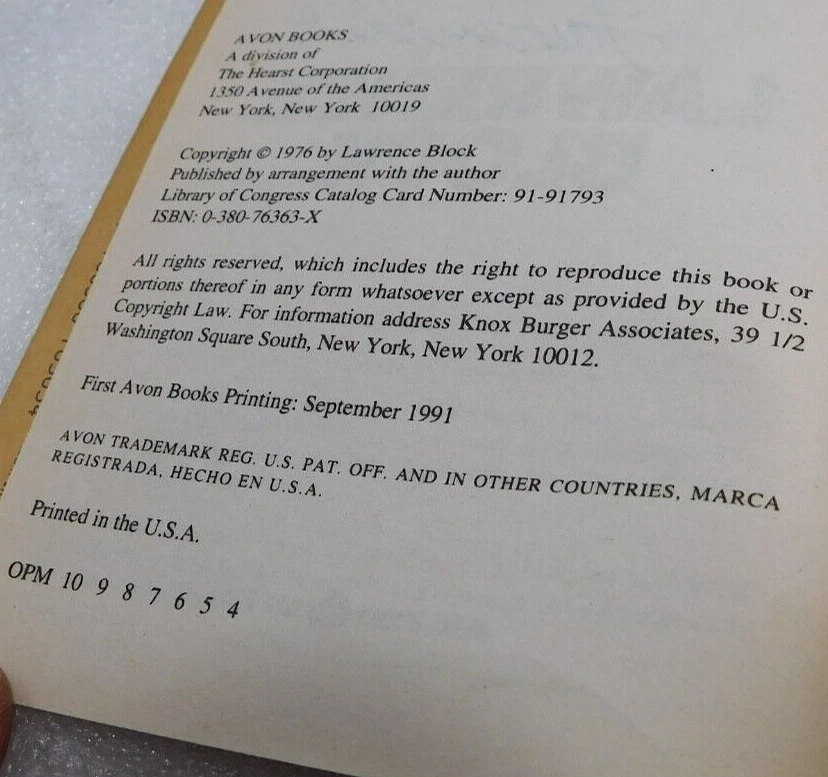 AVON BOOKS
A division of
The Hearst Corporation
1350 Avenue of the Americas
New York, New York 10019
Copyright © 1976 by Lawrence Block
Published by arrangement with the author
Library of Congress Catalog Card Number: 91-91793
ISBN: 0-380-76363-X
All rights reserved, which includes the right to reproduce this book or
portions thereof in any form whatsoever except as provided by the U.S.
Copyright Law. For information address Knox Burger Associates, 39 1/2
Washington Square South, New York, New York 10012.
First Avon Books Printing: September 1991
AVON TRADEMARK REG. U.S. PAT. OFF. AND IN OTHER COUNTRIES, MARCA
REGISTRADA, HECHO EN U.S.A.
Printed in the U.S.A.
OPM 10 9 8 7 6 5 4